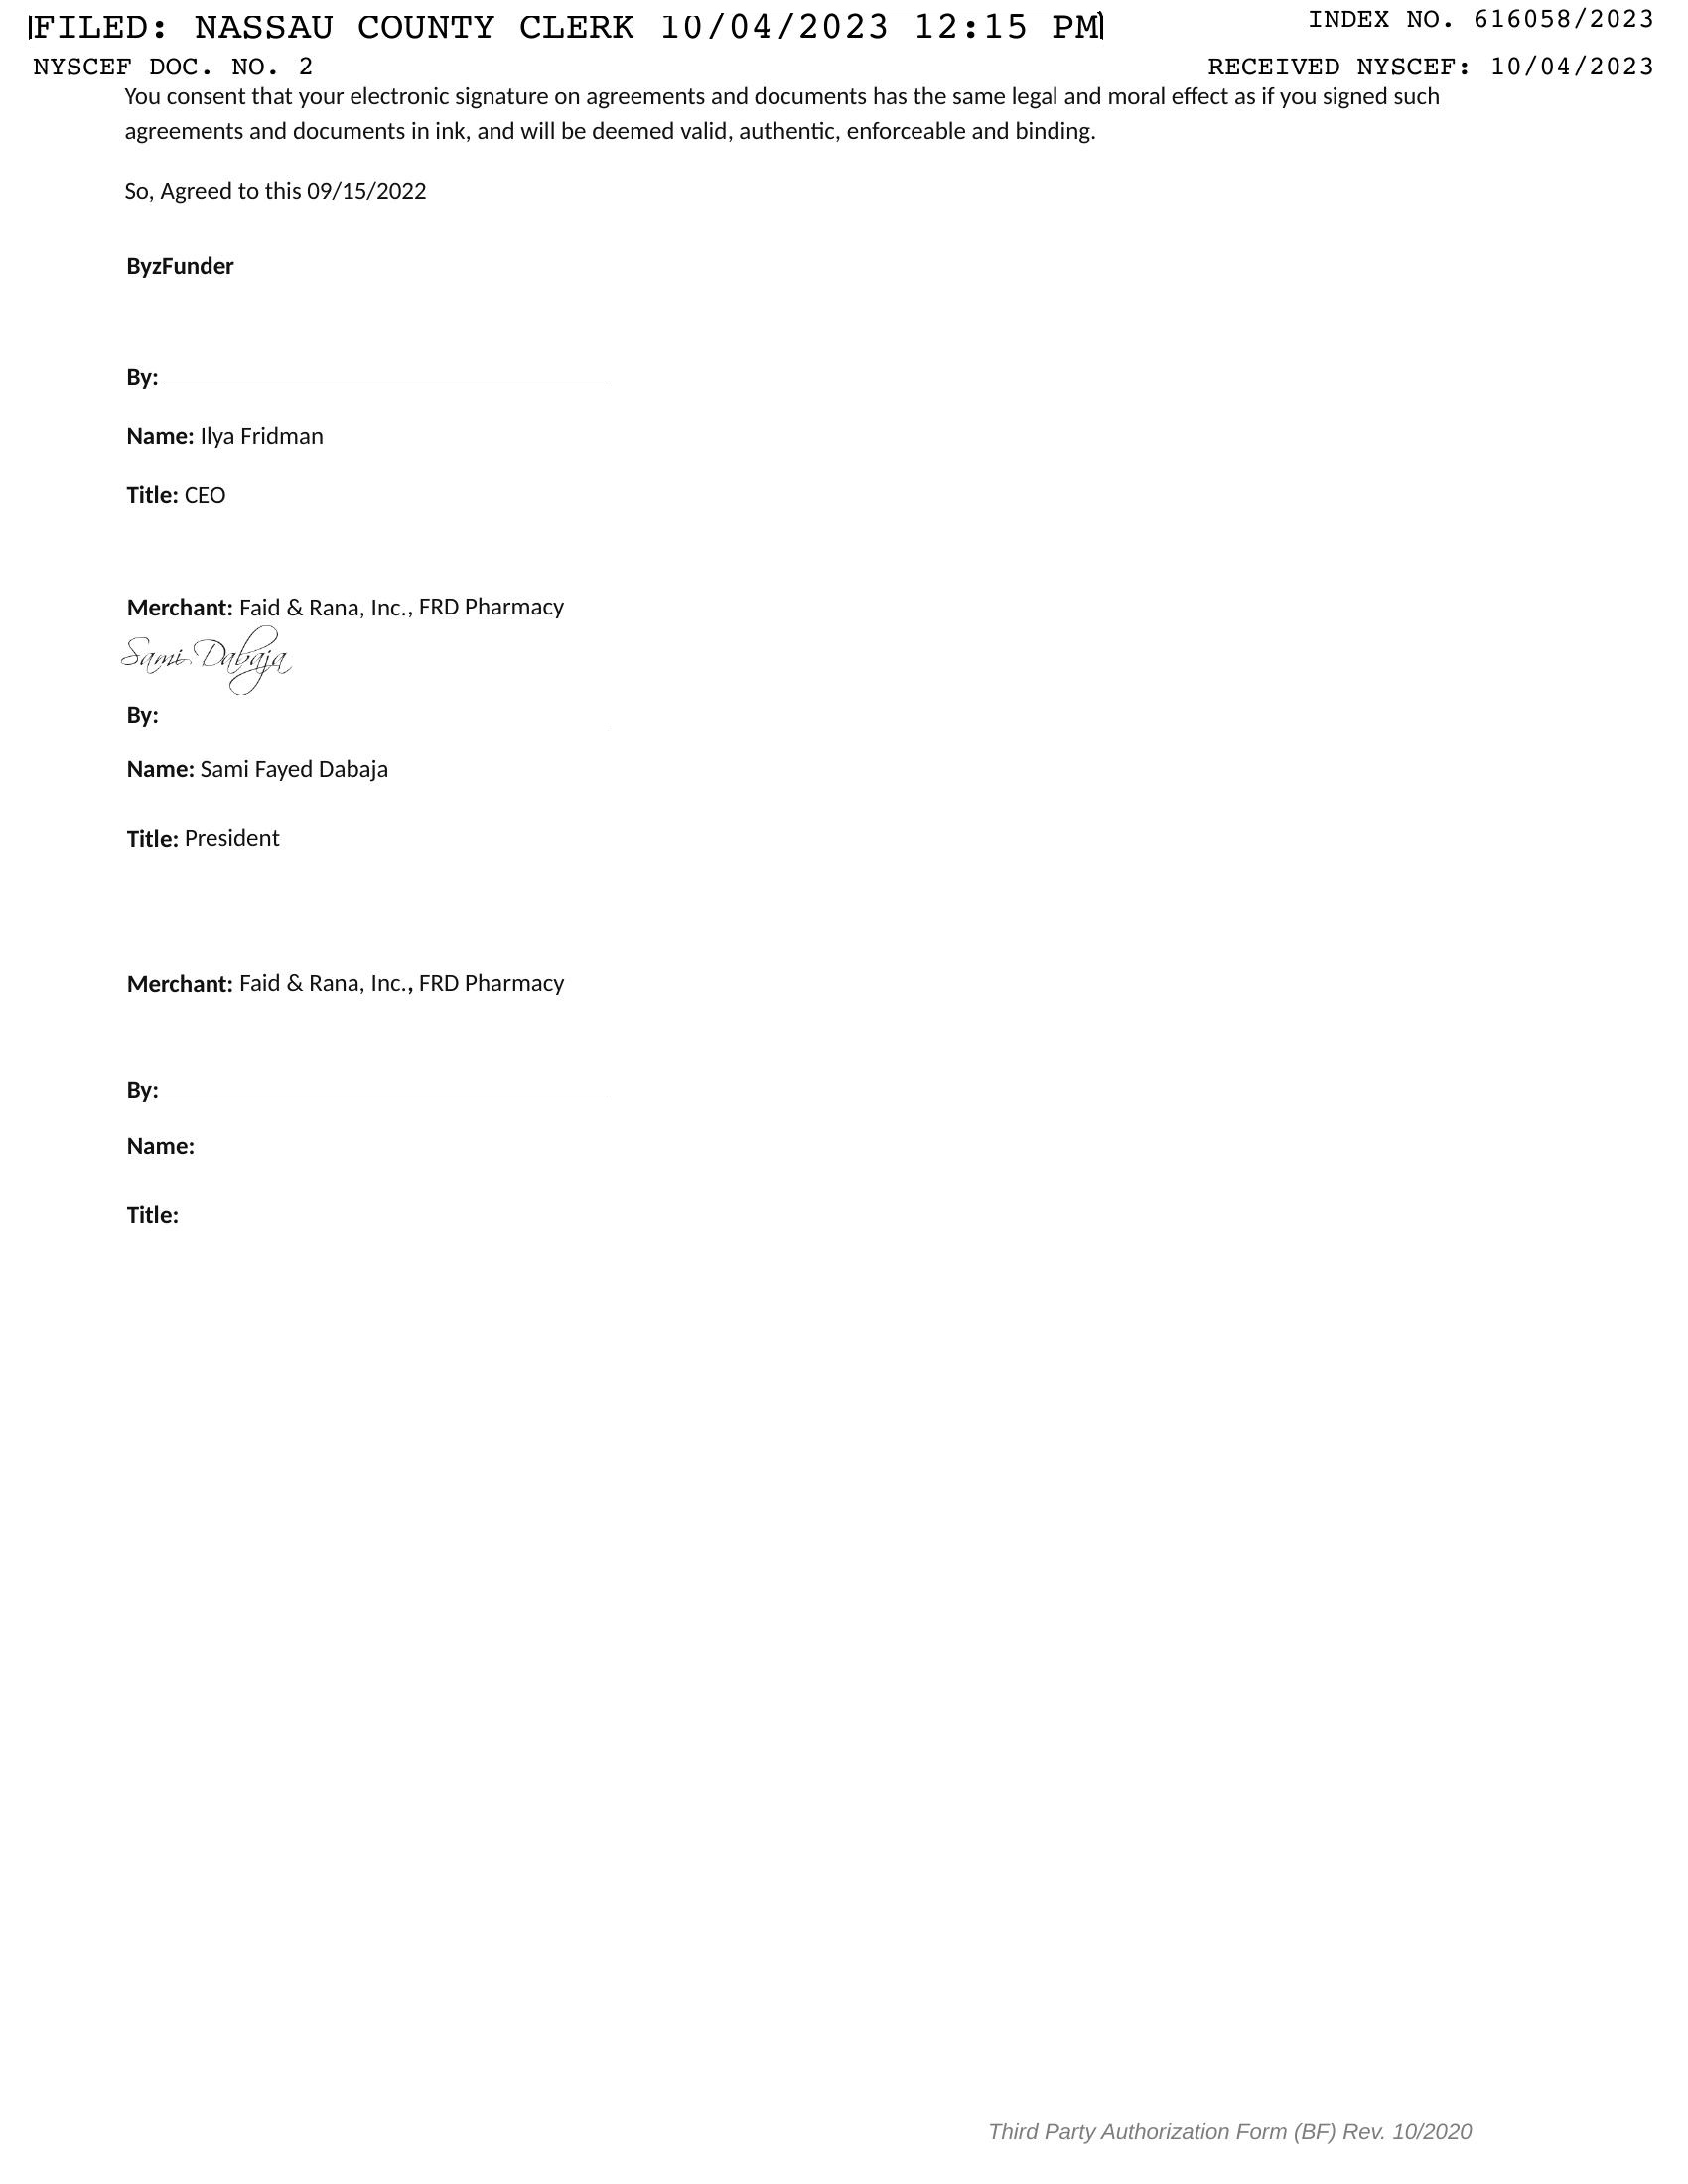 FILED: NASSAU COUNTY CLERK 10/04/2023 12:15 PM
INDEX NO. 616058/2023
NYSCEF DOC. NO. 2
RECEIVED NYSCEF: 10/04/2023
You consent that your electronic signature on agreements and documents has the same legal and moral effect as if you signed such
agreements and documents in ink, and will be deemed valid, authentic, enforceable and binding.
So, Agreed to this 09/15/2022
ByzFunder
By:
Name: Ilya Fridman
Title: CEO
Merchant: Faid & Rana, Inc., FRD Pharmacy
Sami Dabaja
By:
Name: Sami Fayed Dabaja
Title: President
Merchant: Faid & Rana, Inc., FRD Pharmacy
By:
Name:
Title:
Third Party Authorization Form (BF) Rev. 10/2020